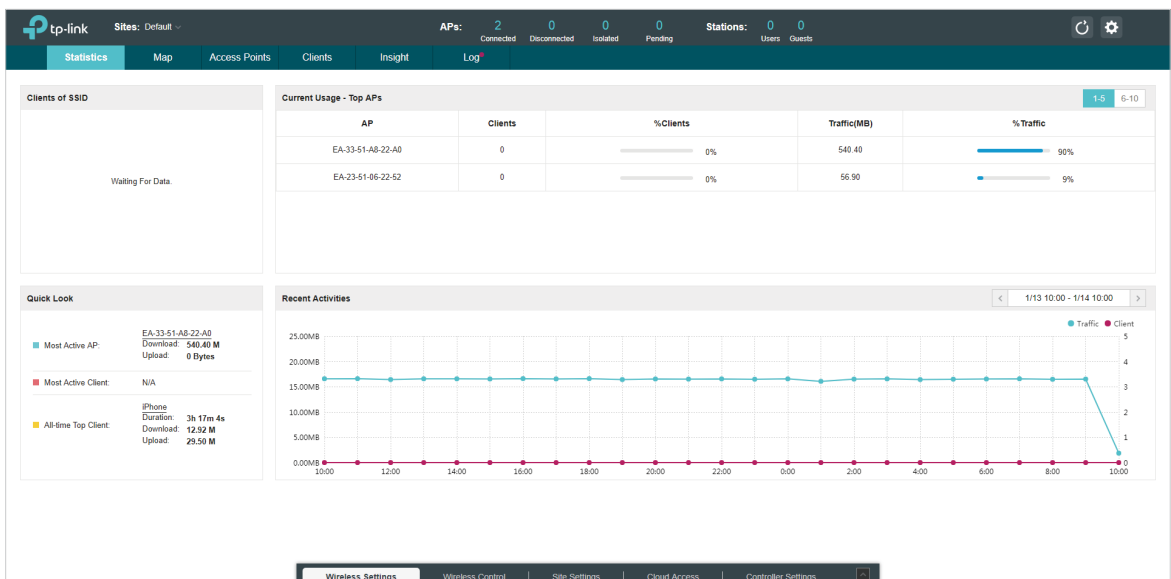 tp-link Sites: Default APs: 2 0 0 0 Stations: 0 0
Connected Disconnected Isolated Pending Users Guests
Statistics Map Access Points Clients Insight Log
Clients of SSID
Waiting For Data.
Current Usage - Top APs 1-5 6-10
AP Clients %Clients Traffic(MB) %Traffic
EA-33-51-A8-22-A0 0 0% 540.40 90%
EA-23-51-06-22-52 0 0% 56.90 9%
Quick Look
Most Active AP: EA-33-51-A8-22-A0
Download: 540.40 M
Upload: 0 Bytes
Most Active Client: N/A
All-time Top Client: iPhone
Duration: 3h 17m 4s
Download: 12.92 M
Upload: 29.50 M
Recent Activities < 1/13 10:00 - 1/14 10:00 >
Traffic Client
25.00MB 5
20.00MB 4
15.00MB 3
10.00MB 2
5.00MB 1
0.00MB 0
10:00 12:00 14:00 16:00 18:00 20:00 22:00 0:00 2:00 4:00 6:00 8:00 10:00
Wireless Settings Wireless Control Site Settings Cloud Access Controller Settings